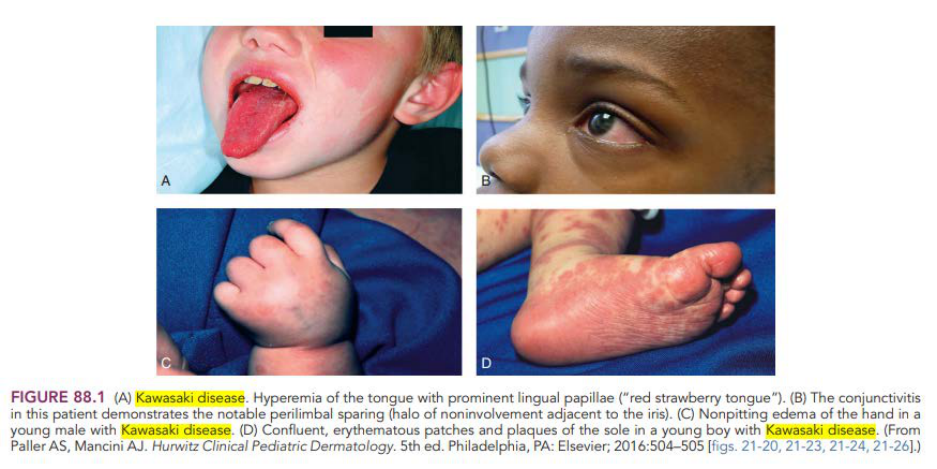 A
B
C
D
FIGURE 88.1 (A) Kawasaki disease. Hyperemia of the tongue with prominent lingual papillae (“red strawberry tongue”). (B) The conjunctivitis
in this patient demonstrates the notable perilimbal sparing (halo of noninvolvement adjacent to the iris). (C) Nonpitting edema of the hand in a
young male with Kawasaki disease. (D) Confluent, erythematous patches and plaques of the sole in a young boy with Kawasaki disease. (From
Paller AS, Mancini AJ. Hurwitz Clinical Pediatric Dermatology. 5th ed. Philadelphia, PA: Elsevier; 2016:504–505 [figs. 21-20, 21-23, 21-24, 21-26].)